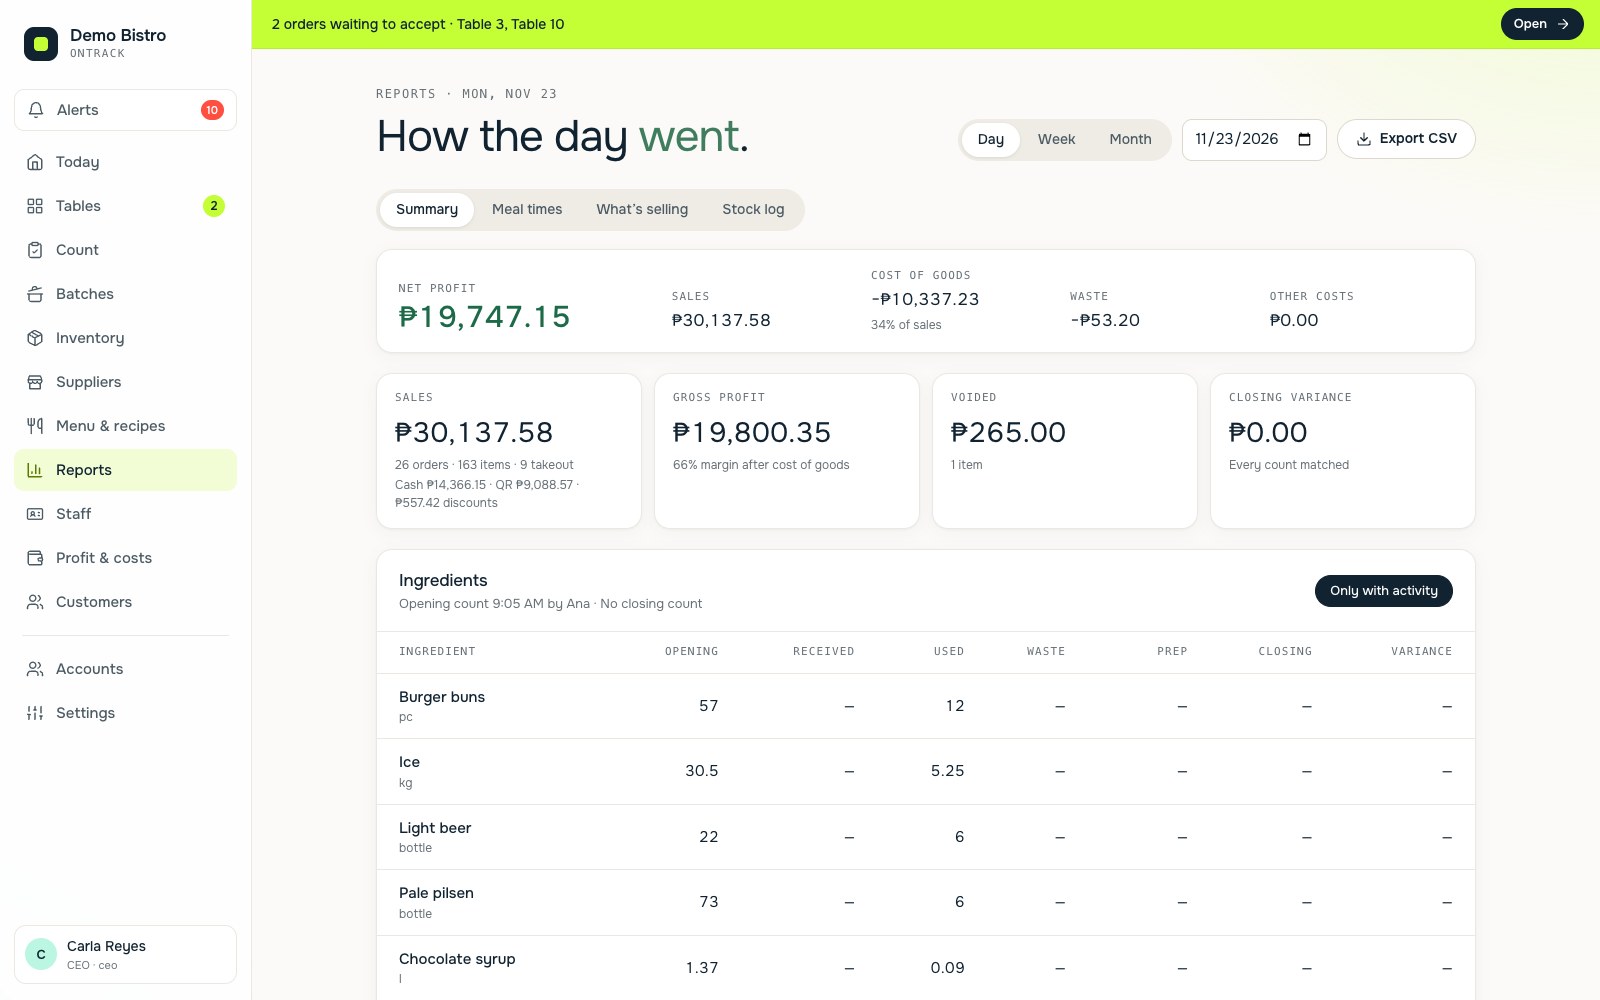 Demo Bistro
ONTRACK
Alerts 10
Today
Tables 2
Count
Batches
Inventory
Suppliers
Menu & recipes
Reports
Staff
Profit & costs
Customers
Accounts
Settings
C Carla Reyes
CEO · ceo
2 orders waiting to accept · Table 3, Table 10 Open →
REPORTS · MON, NOV 23
How the day went.
Day Week Month 11/23/2026 Export CSV
Summary Meal times What's selling Stock log
NET PROFIT
₱19,747.15
SALES
₱30,137.58
COST OF GOODS
-₱10,337.23
34% of sales
WASTE
-₱53.20
OTHER COSTS
₱0.00
SALES
₱30,137.58
26 orders · 163 items · 9 takeout
Cash ₱14,366.15 · QR ₱9,088.57 ·
₱557.42 discounts
GROSS PROFIT
₱19,800.35
66% margin after cost of goods
VOIDED
₱265.00
1 item
CLOSING VARIANCE
₱0.00
Every count matched
Ingredients
Opening count 9:05 AM by Ana · No closing count
Only with activity
INGREDIENT OPENING RECEIVED USED WASTE PREP CLOSING VARIANCE
Burger buns
pc
57 — 12 — — — —
Ice
kg
30.5 — 5.25 — — — —
Light beer
bottle
22 — 6 — — — —
Pale pilsen
bottle
73 — 6 — — — —
Chocolate syrup
l
1.37 — 0.09 — — — —